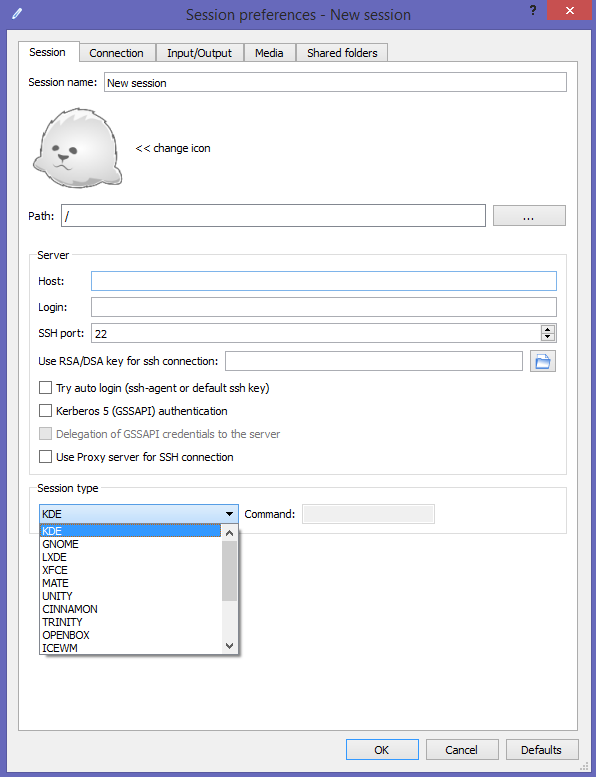 Session preferences - New session
?
Session Connection Input/Output Media Shared folders
Session name: New session
<< change icon
Path: / ...
Server
Host:
Login:
SSH port: 22
Use RSA/DSA key for ssh connection:
Try auto login (ssh-agent or default ssh key)
Kerberos 5 (GSSAPI) authentication
Delegation of GSSAPI credentials to the server
Use Proxy server for SSH connection
Session type
KDE Command:
KDE
GNOME
LXDE
XFCE
MATE
UNITY
CINNAMON
TRINITY
OPENBOX
ICEWM
OK Cancel Defaults